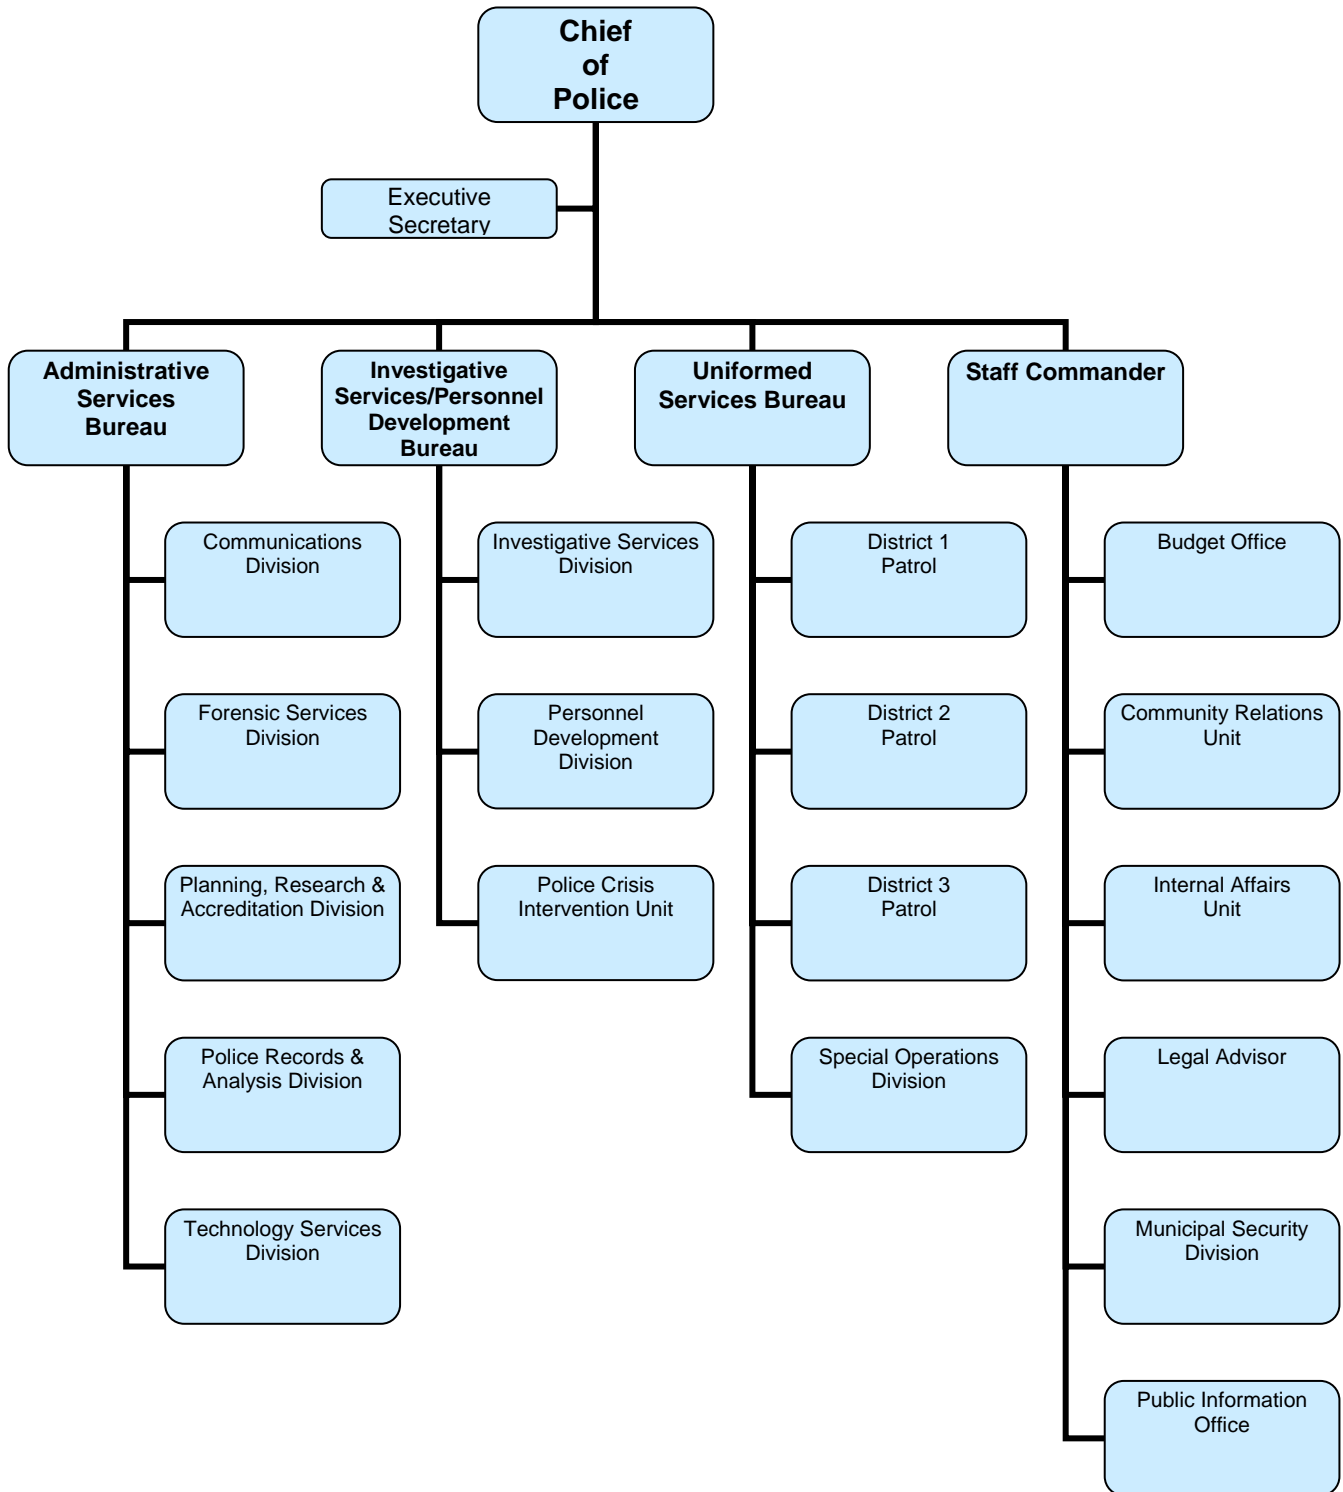 Chief
of
Police
Executive
Secretary
Administrative
Services
Bureau
Investigative
Services/Personnel
Development
Bureau
Uniformed
Services Bureau
Staff Commander
Communications
Division
Forensic Services
Division
Planning, Research &
Accreditation Division
Police Records &
Analysis Division
Technology Services
Division
Investigative Services
Division
Personnel
Development
Division
Police Crisis
Intervention Unit
District 1
Patrol
District 2
Patrol
District 3
Patrol
Special Operations
Division
Budget Office
Community Relations
Unit
Internal Affairs
Unit
Legal Advisor
Municipal Security
Division
Public Information
Office